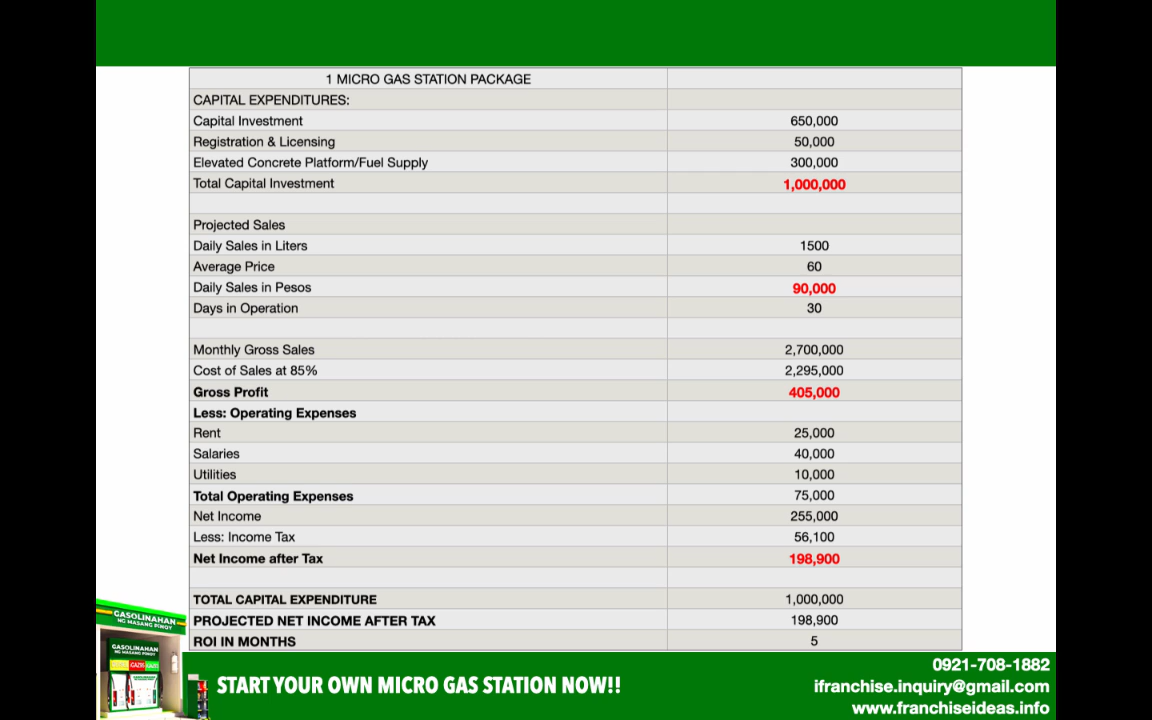 1 MICRO GAS STATION PACKAGE
CAPITAL EXPENDITURES:
Capital Investment 650,000
Registration & Licensing 50,000
Elevated Concrete Platform/Fuel Supply 300,000
Total Capital Investment 1,000,000
Projected Sales
Daily Sales in Liters 1500
Average Price 60
Daily Sales in Pesos 90,000
Days in Operation 30
Monthly Gross Sales 2,700,000
Cost of Sales at 85% 2,295,000
Gross Profit 405,000
Less: Operating Expenses
Rent 25,000
Salaries 40,000
Utilities 10,000
Total Operating Expenses 75,000
Net Income 255,000
Less: Income Tax 56,100
Net Income after Tax 198,900
TOTAL CAPITAL EXPENDITURE 1,000,000
PROJECTED NET INCOME AFTER TAX 198,900
ROI IN MONTHS 5
GASOLINAHAN
NG MASANG PINOY
GASOLINAHAN
NG MASANG PINOY
START YOUR OWN MICRO GAS STATION NOW!!
0921-708-1882
ifranchise.inquiry@gmail.com
www.franchiseideas.info